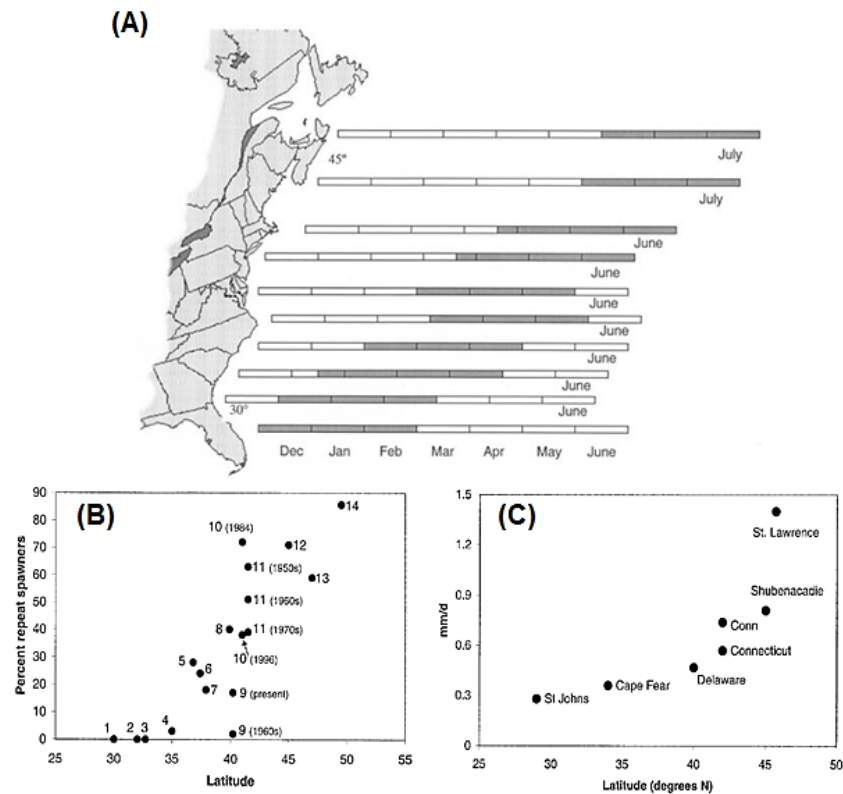 (A)
45°
July
July
June
June
June
June
June
June
30°
June
Dec Jan Feb Mar Apr May June
(B)
90
80
70
60
50
40
30
20
10
0
Percent repeat spawners
25 30 35 40 45 50 55
Latitude
1
2
3
4
5
6
7
8
9 (present)
9 (1960s)
10 (1984)
10 (1996)
11 (1950s)
11 (1960s)
11 (1970s)
12
13
14
(C)
1.5
1.2
0.9
0.6
0.3
0
mm/d
25 30 35 40 45 50
Latitude (degrees N)
St. Lawrence
Shubenacadie
Conn
Connecticut
Delaware
Cape Fear
St Johns